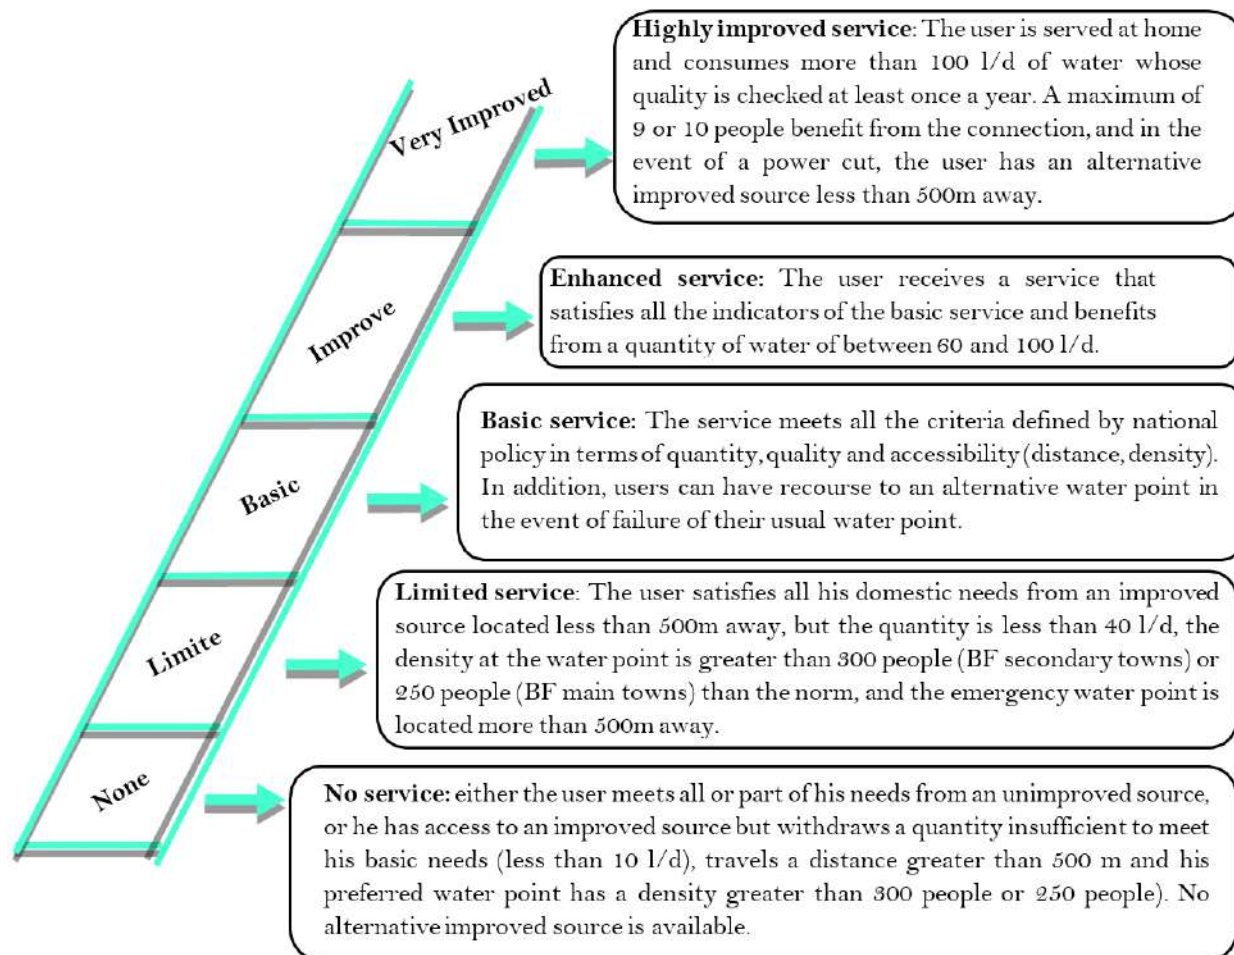 Very Improved
Highly improved service: The user is served at home
and consumes more than 100 l/d of water whose
quality is checked at least once a year. A maximum of
9 or 10 people benefit from the connection, and in the
event of a power cut, the user has an alternative
improved source less than 500m away.
Improve
Enhanced service: The user receives a service that
satisfies all the indicators of the basic service and benefits
from a quantity of water of between 60 and 100 l/d.
Basic
Basic service: The service meets all the criteria defined by national
policy in terms of quantity, quality and accessibility (distance, density).
In addition, users can have recourse to an alternative water point in
the event of failure of their usual water point.
Limite
Limited service: The user satisfies all his domestic needs from an improved
source located less than 500m away, but the quantity is less than 40 l/d, the
density at the water point is greater than 300 people (BF secondary towns) or
250 people (BF main towns) than the norm, and the emergency water point is
located more than 500m away.
None
No service: either the user meets all or part of his needs from an unimproved source,
or he has access to an improved source but withdraws a quantity insufficient to meet
his basic needs (less than 10 l/d), travels a distance greater than 500 m and his
preferred water point has a density greater than 300 people or 250 people). No
alternative improved source is available.